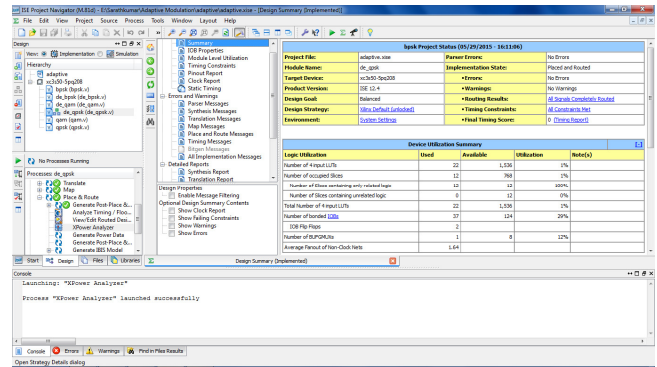 ISE Project Navigator (M.81d) - E:\Sarathkumar\Adaptive Modulation\adaptive\adaptive.xise - [Design Summary (Implemented)]
File Edit View Project Source Process Tools Window Layout Help
Design
View: Implementation Simulation
Hierarchy
adaptive
xc3s50-5pq208
bpsk (bpsk.v)
de_bpsk (de_bpsk.v)
de_qam (de_qam.v)
de_qpsk (de_qpsk.v)
qam (qam.v)
qpsk (qpsk.v)
No Processes Running
Processes: de_qpsk
Translate
Map
Place & Route
Generate Post-Place &...
Analyze Timing / Floo...
View/Edit Routed Des...
XPower Analyzer
Generate Power Data
Generate Post-Place &...
Generate IBIS Model
Start Design Files Libraries
Summary
IOB Properties
Module Level Utilization
Timing Constraints
Pinout Report
Clock Report
Static Timing
Errors and Warnings
Parser Messages
Synthesis Messages
Translation Messages
Map Messages
Place and Route Messages
Timing Messages
Bitgen Messages
All Implementation Messages
Detailed Reports
Synthesis Report
Translation Report
Design Properties
Enable Message Filtering
Optional Design Summary Contents
Show Clock Report
Show Failing Constraints
Show Warnings
Show Errors
bpsk Project Status (05/29/2015 - 16:11:06)
Project File: adaptive.xise Parser Errors: No Errors
Module Name: de_qpsk Implementation State: Placed and Routed
Target Device: xc3s50-5pq208 • Errors: No Errors
Product Version: ISE 12.4 • Warnings: No Warnings
Design Goal: Balanced • Routing Results: All Signals Completely Routed
Design Strategy: Xilinx Default (unlocked) • Timing Constraints: All Constraints Met
Environment: System Settings • Final Timing Score: 0 (Timing Report)
Device Utilization Summary [-]
Logic Utilization Used Available Utilization Note(s)
Number of 4 input LUTs 22 1,536 1%
Number of occupied Slices 12 768 1%
Number of Slices containing only related logic 12 12 100%
Number of Slices containing unrelated logic 0 12 0%
Total Number of 4 input LUTs 22 1,536 1%
Number of bonded IOBs 37 124 29%
IOB Flip Flops 2
Number of BUFGMUXs 1 8 12%
Average Fanout of Non-Clock Nets 1.64
Design Summary (Implemented)
Console
Launching: "XPower Analyzer"
Process "XPower Analyzer" launched successfully
Console Errors Warnings Find in Files Results
Open Strategy Details dialog